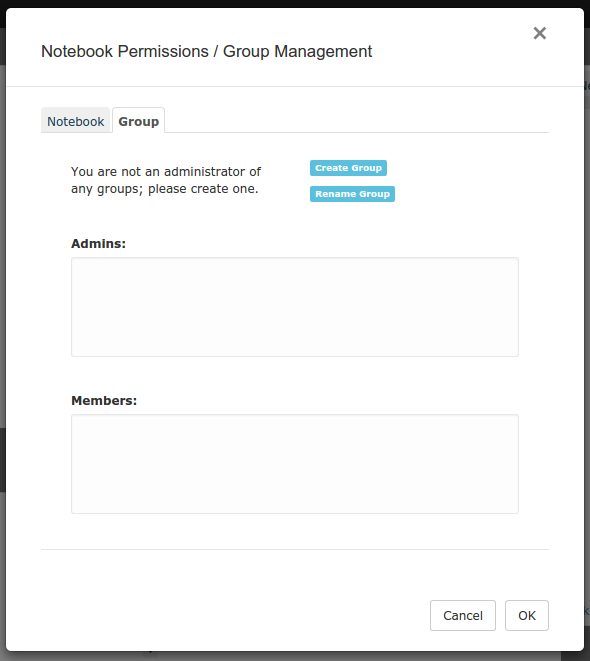 Notebook Permissions / Group Management
×
Notebook
Group
You are not an administrator of
any groups; please create one.
Create Group
Rename Group
Admins:
Members:
Cancel
OK